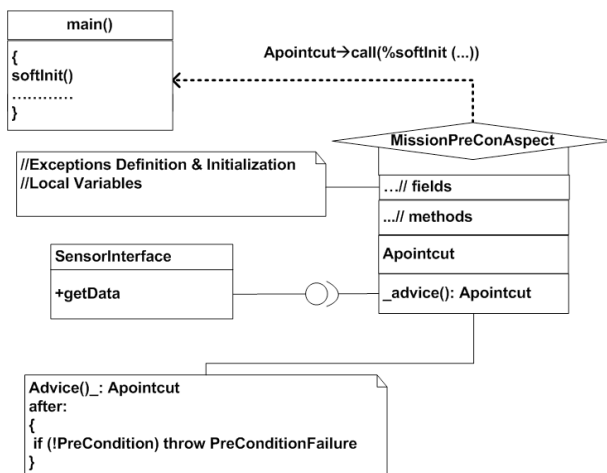 main()
{
softInit()
............
}
Apointcut→call(%softInit (...))
MissionPreConAspect
//Exceptions Definition & Initialization
//Local Variables
...// fields
...// methods
Apointcut
_advice(): Apointcut
SensorInterface
+getData
Advice()_: Apointcut
after:
{
if (!PreCondition) throw PreConditionFailure
}